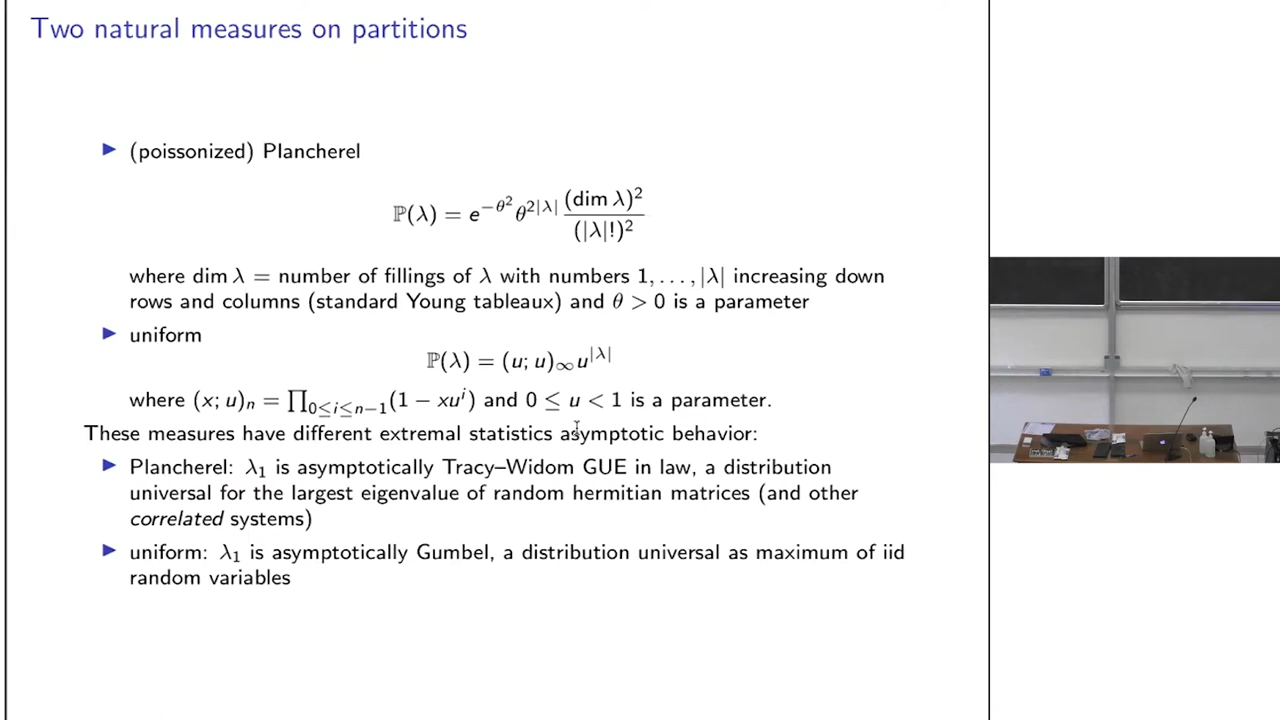 Two natural measures on partitions
▶ (poissonized) Plancherel
ℙ(λ) = e^{−θ²} θ^{2|λ|} (dim λ)² / (|λ|!)²
where dim λ = number of fillings of λ with numbers 1, . . . , |λ| increasing down
rows and columns (standard Young tableaux) and θ > 0 is a parameter
▶ uniform
ℙ(λ) = (u; u)_∞ u^{|λ|}
where (x; u)_n = ∏_{0≤i≤n−1}(1 − xu^i) and 0 ≤ u < 1 is a parameter.
These measures have different extremal statistics asymptotic behavior:
▶ Plancherel: λ₁ is asymptotically Tracy–Widom GUE in law, a distribution
universal for the largest eigenvalue of random hermitian matrices (and other
correlated systems)
▶ uniform: λ₁ is asymptotically Gumbel, a distribution universal as maximum of iid
random variables